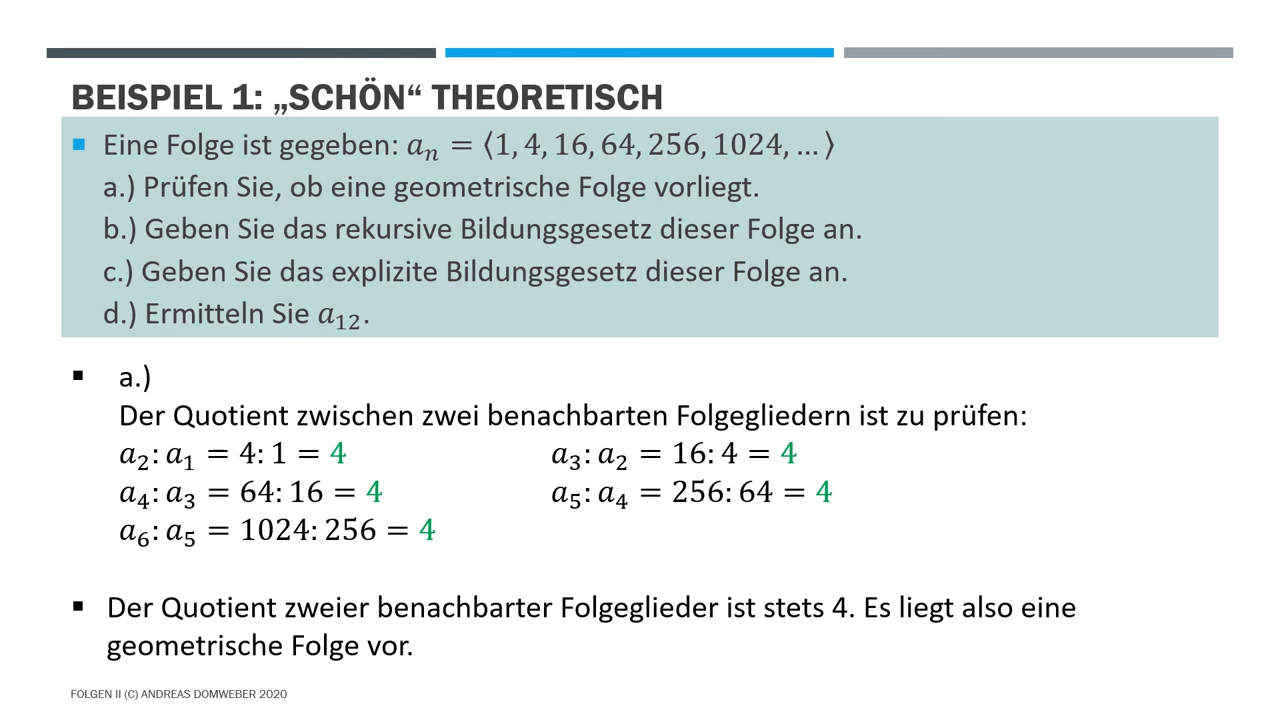 BEISPIEL 1: „SCHÖN“ THEORETISCH
▪ Eine Folge ist gegeben: aₙ = ⟨1, 4, 16, 64, 256, 1024, … ⟩
a.) Prüfen Sie, ob eine geometrische Folge vorliegt.
b.) Geben Sie das rekursive Bildungsgesetz dieser Folge an.
c.) Geben Sie das explizite Bildungsgesetz dieser Folge an.
d.) Ermitteln Sie a₁₂.
▪ a.)
Der Quotient zwischen zwei benachbarten Folgegliedern ist zu prüfen:
a₂: a₁ = 4: 1 = 4 a₃: a₂ = 16: 4 = 4
a₄: a₃ = 64: 16 = 4 a₅: a₄ = 256: 64 = 4
a₆: a₅ = 1024: 256 = 4
▪ Der Quotient zweier benachbarter Folgeglieder ist stets 4. Es liegt also eine
geometrische Folge vor.
FOLGEN II (C) ANDREAS DOMWEBER 2020